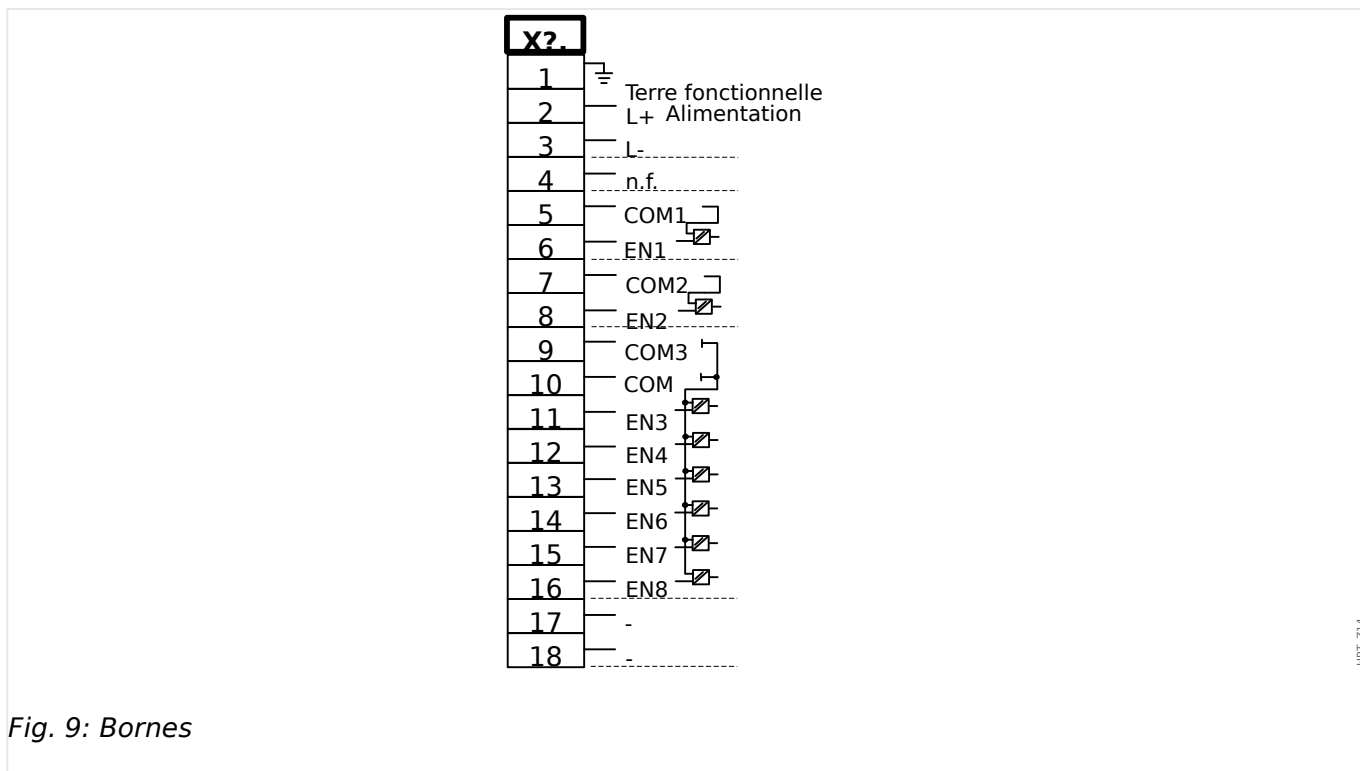 X?.
1
Terre fonctionnelle
2 L+ Alimentation
3 L-
4 n.f.
5 COM1
6 EN1
7 COM2
8 EN2
9 COM3
10 COM
11 EN3
12 EN4
13 EN5
14 EN6
15 EN7
16 EN8
17 -
18 -
Fig. 9: Bornes